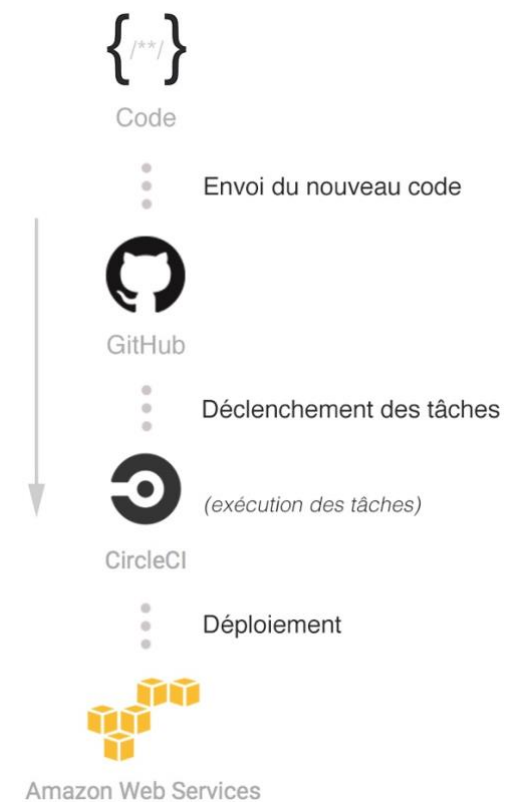 {/**/}
Code
Envoi du nouveau code
GitHub
Déclenchement des tâches
(exécution des tâches)
CircleCI
Déploiement
Amazon Web Services